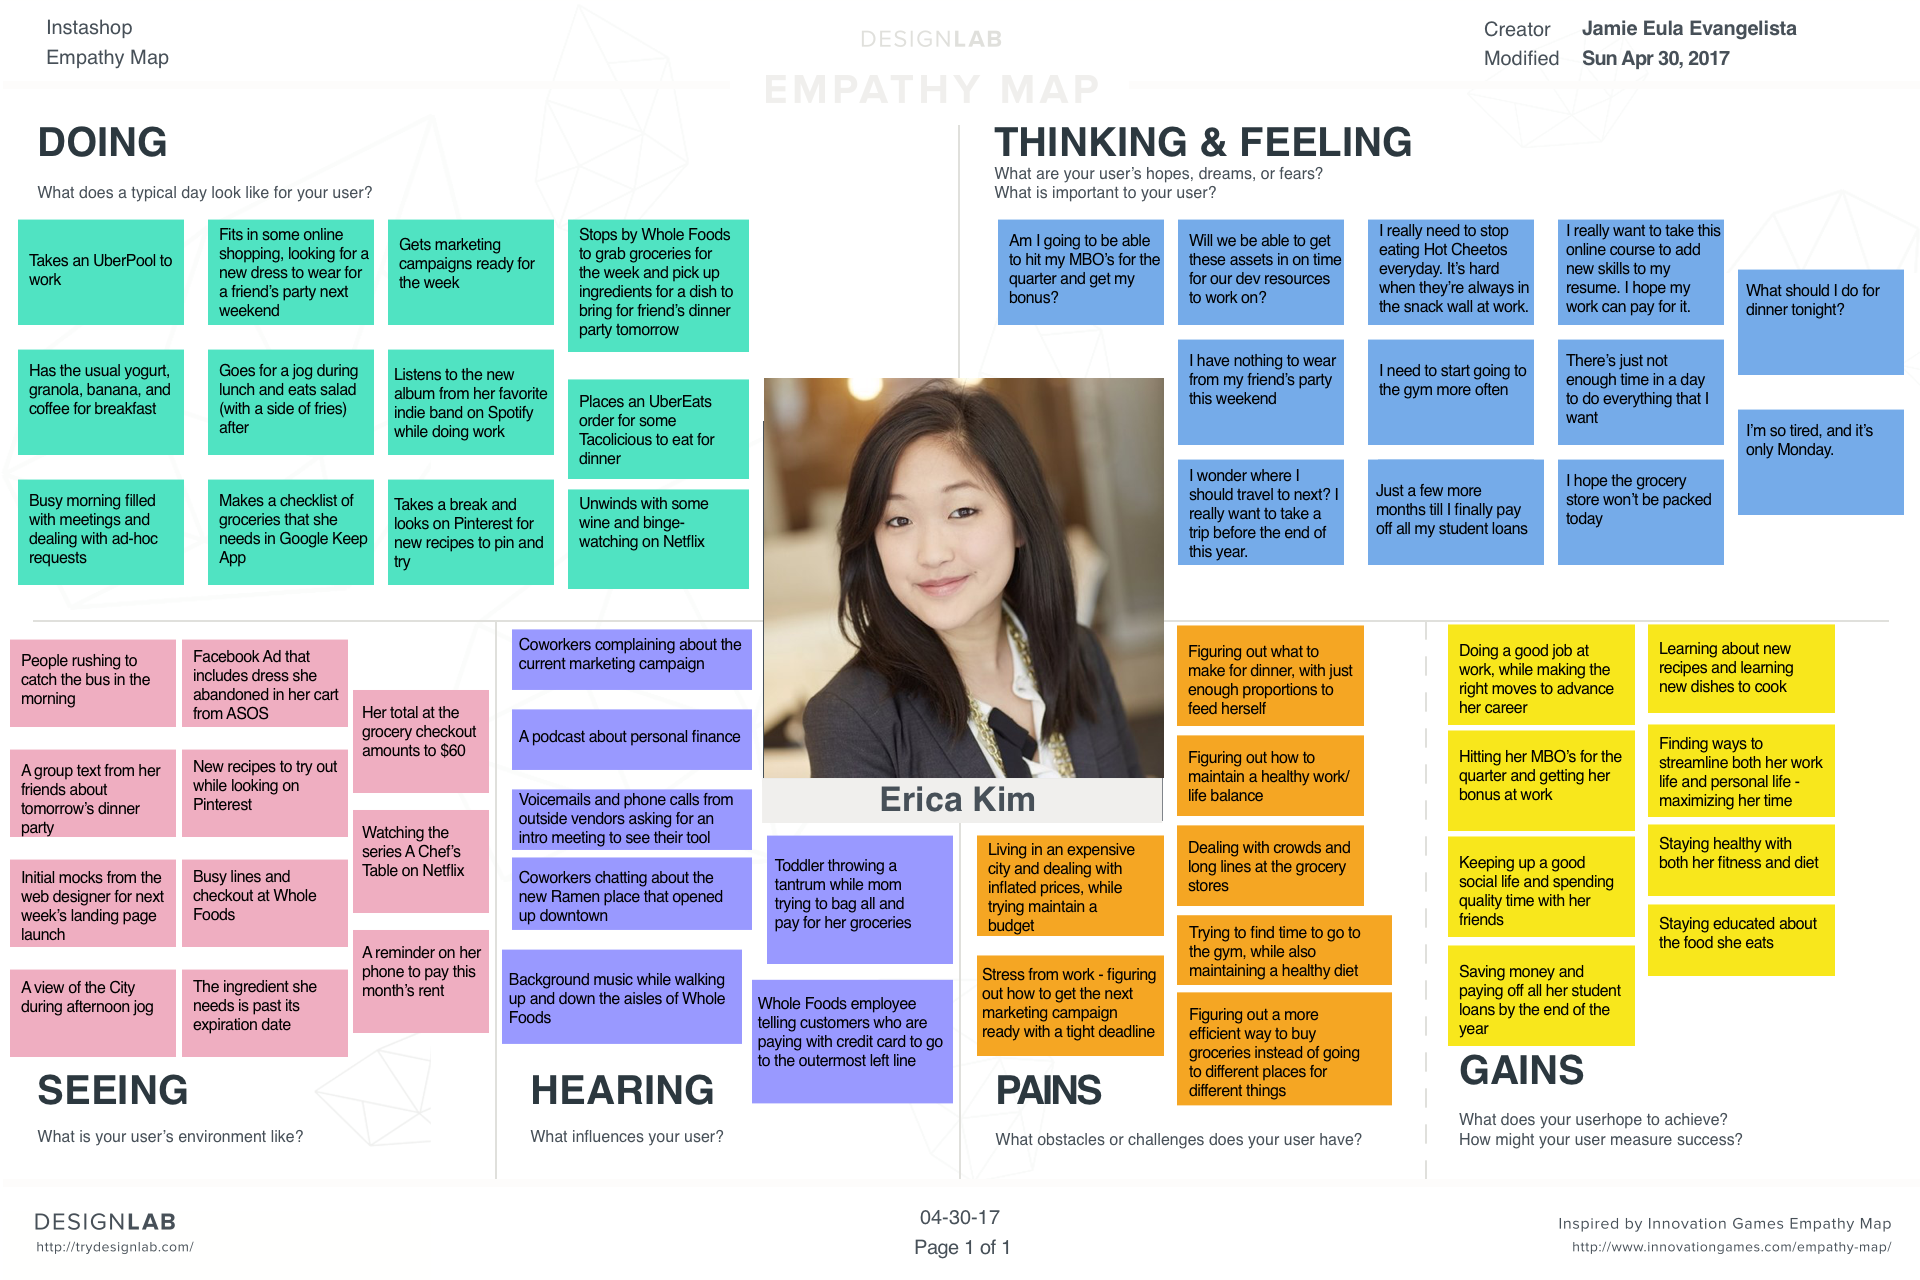 Instashop
Empathy Map
DESIGNLAB
EMPATHY MAP
Creator Jamie Eula Evangelista
Modified Sun Apr 30, 2017
DOING
What does a typical day look like for your user?
Takes an UberPool to
work
Fits in some online
shopping, looking for a
new dress to wear for
a friend's party next
weekend
Gets marketing
campaigns ready for
the week
Stops by Whole Foods
to grab groceries for
the week and pick up
ingredients for a dish to
bring for friend's dinner
party tomorrow
Has the usual yogurt,
granola, banana, and
coffee for breakfast
Goes for a jog during
lunch and eats salad
(with a side of fries)
after
Listens to the new
album from her favorite
indie band on Spotify
while doing work
Places an UberEats
order for some
Tacolicious to eat for
dinner
Busy morning filled
with meetings and
dealing with ad-hoc
requests
Makes a checklist of
groceries that she
needs in Google Keep
App
Takes a break and
looks on Pinterest for
new recipes to pin and
try
Unwinds with some
wine and binge-
watching on Netflix
THINKING & FEELING
What are your user's hopes, dreams, or fears?
What is important to your user?
Am I going to be able
to hit my MBO's for the
quarter and get my
bonus?
Will we be able to get
these assets in on time
for our dev resources
to work on?
I really need to stop
eating Hot Cheetos
everyday. It's hard
when they're always in
the snack wall at work.
I really want to take this
online course to add
new skills to my
resume. I hope my
work can pay for it.
What should I do for
dinner tonight?
I have nothing to wear
from my friend's party
this weekend
I need to start going to
the gym more often
There's just not
enough time in a day
to do everything that I
want
I'm so tired, and it's
only Monday.
I wonder where I
should travel to next? I
really want to take a
trip before the end of
this year.
Just a few more
months till I finally pay
off all my student loans
I hope the grocery
store won't be packed
today
Erica Kim
People rushing to
catch the bus in the
morning
Facebook Ad that
includes dress she
abandoned in her cart
from ASOS
Her total at the
grocery checkout
amounts to $60
A group text from her
friends about
tomorrow's dinner
party
New recipes to try out
while looking on
Pinterest
Watching the
series A Chef's
Table on Netflix
Initial mocks from the
web designer for next
week's landing page
launch
Busy lines and
checkout at Whole
Foods
A reminder on her
phone to pay this
month's rent
A view of the City
during afternoon jog
The ingredient she
needs is past its
expiration date
SEEING
What is your user's environment like?
Coworkers complaining about the
current marketing campaign
A podcast about personal finance
Voicemails and phone calls from
outside vendors asking for an
intro meeting to see their tool
Coworkers chatting about the
new Ramen place that opened
up downtown
Toddler throwing a
tantrum while mom
trying to bag all and
pay for her groceries
Background music while walking
up and down the aisles of Whole
Foods
Whole Foods employee
telling customers who are
paying with credit card to go
to the outermost left line
HEARING
What influences your user?
Figuring out what to
make for dinner, with just
enough proportions to
feed herself
Figuring out how to
maintain a healthy work/
life balance
Living in an expensive
city and dealing with
inflated prices, while
trying maintain a
budget
Dealing with crowds and
long lines at the grocery
stores
Trying to find time to go to
the gym, while also
maintaining a healthy diet
Stress from work - figuring
out how to get the next
marketing campaign
ready with a tight deadline
Figuring out a more
efficient way to buy
groceries instead of going
to different places for
different things
PAINS
What obstacles or challenges does your user have?
Doing a good job at
work, while making the
right moves to advance
her career
Learning about new
recipes and learning
new dishes to cook
Hitting her MBO's for the
quarter and getting her
bonus at work
Finding ways to
streamline both her work
life and personal life -
maximizing her time
Keeping up a good
social life and spending
quality time with her
friends
Staying healthy with
both her fitness and diet
Staying educated about
the food she eats
Saving money and
paying off all her student
loans by the end of the
year
GAINS
What does your userhope to achieve?
How might your user measure success?
DESIGNLAB
http://trydesignlab.com/
04-30-17
Page 1 of 1
Inspired by Innovation Games Empathy Map
http://www.innovationgames.com/empathy-map/